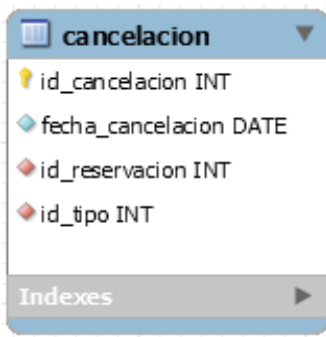 cancelacion
id_cancelacion INT
fecha_cancelacion DATE
id_reservacion INT
id_tipo INT
Indexes